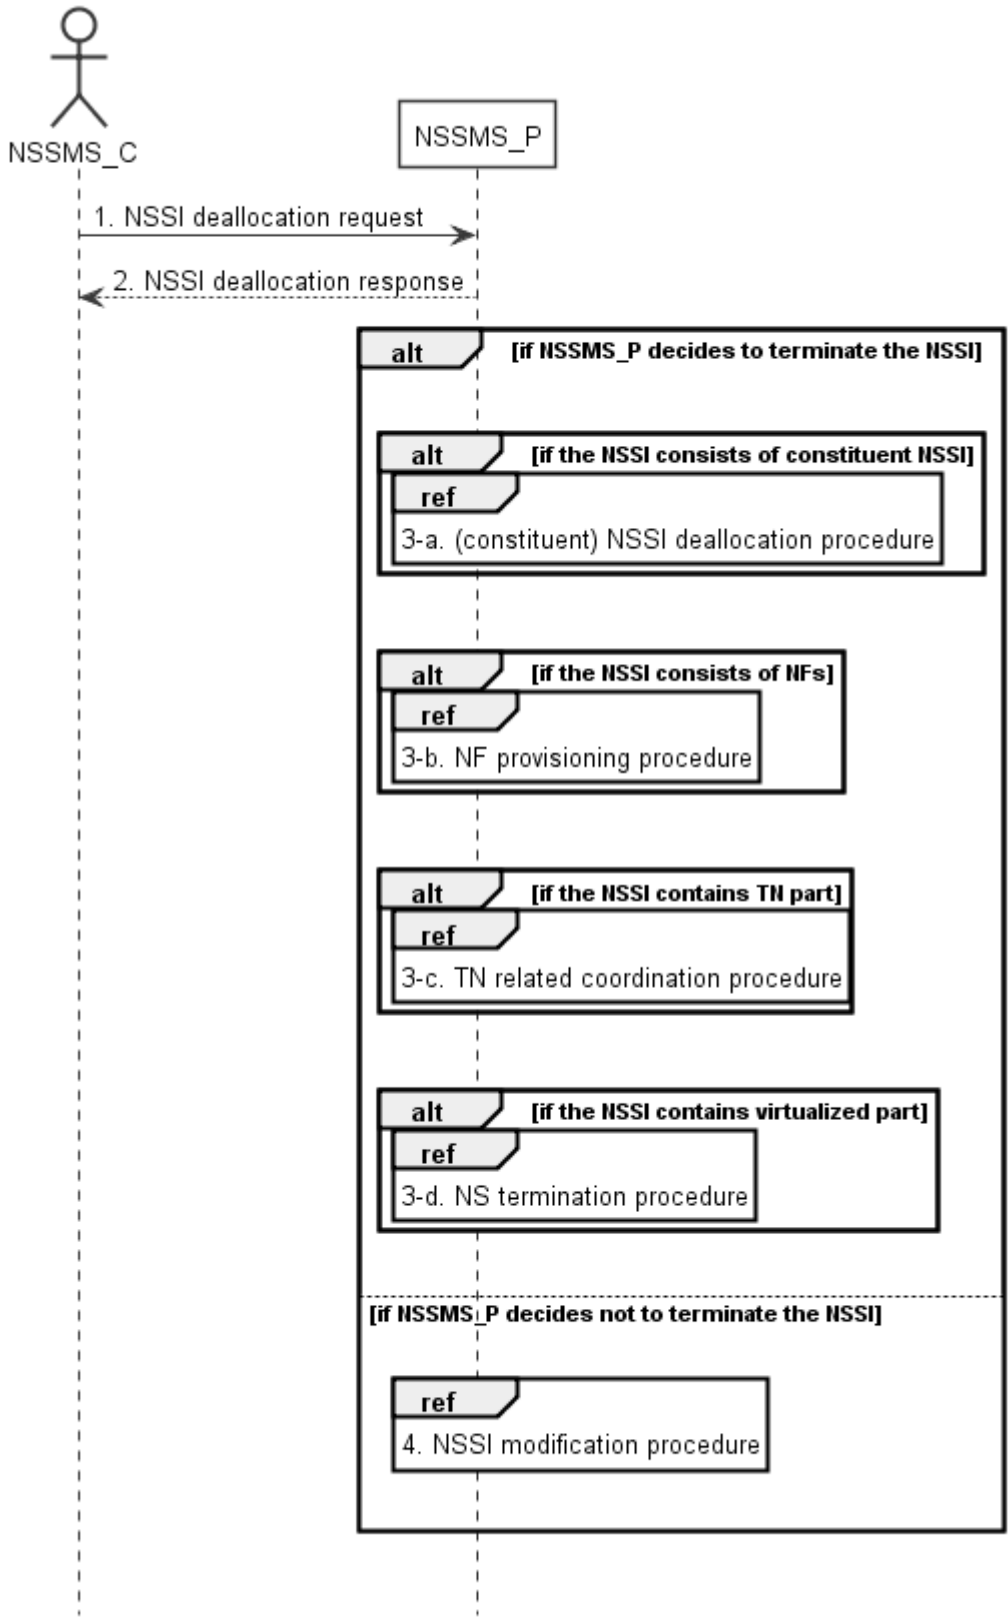 NSSMS_C
NSSMS_P
1. NSSI deallocation request
2. NSSI deallocation response
alt [if NSSMS_P decides to terminate the NSSI]
alt [if the NSSI consists of constituent NSSI]
ref
3-a. (constituent) NSSI deallocation procedure
alt [if the NSSI consists of NFs]
ref
3-b. NF provisioning procedure
alt [if the NSSI contains TN part]
ref
3-c. TN related coordination procedure
alt [if the NSSI contains virtualized part]
ref
3-d. NS termination procedure
[if NSSMS_P decides not to terminate the NSSI]
ref
4. NSSI modification procedure